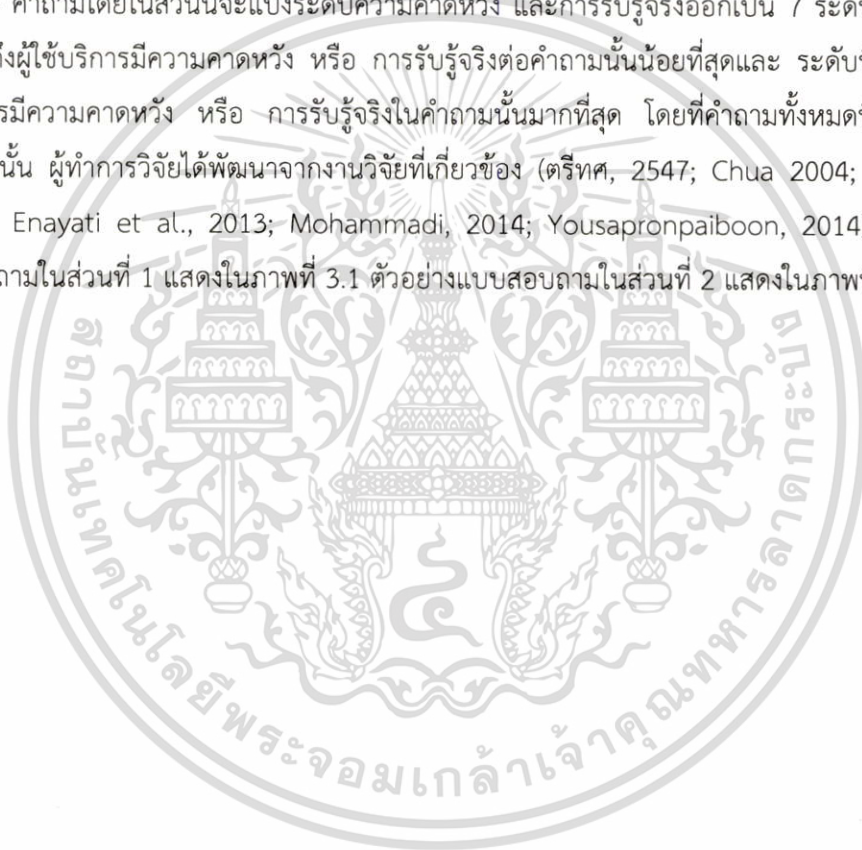 คำถามโดยในส่วนนี้จะแบ่งระดับความคาดหวัง และการรับรู้จริงออกเป็น 7 ระดับ
ผู้ใช้บริการมีความคาดหวัง หรือ การรับรู้จริงต่อคำถามนั้นน้อยที่สุดและ ระดับ
มีความคาดหวัง หรือ การรับรู้จริงในคำถามนั้นมากที่สุด โดยที่คำถามทั้งหมด
นั้น ผู้ทำการวิจัยได้พัฒนาจากงานวิจัยที่เกี่ยวข้อง (ตรีทศ, 2547; Chua 2004;
Enayati et al., 2013; Mohammadi, 2014; Yousapronpaiboon, 2014
ถามในส่วนที่ 1 แสดงในภาพที่ 3.1 ตัวอย่างแบบสอบถามในส่วนที่ 2 แสดงในภาพ
สถาบันเทคโนโลยีพระจอมเกล้าเจ้าคุณทหารลาดกระบัง